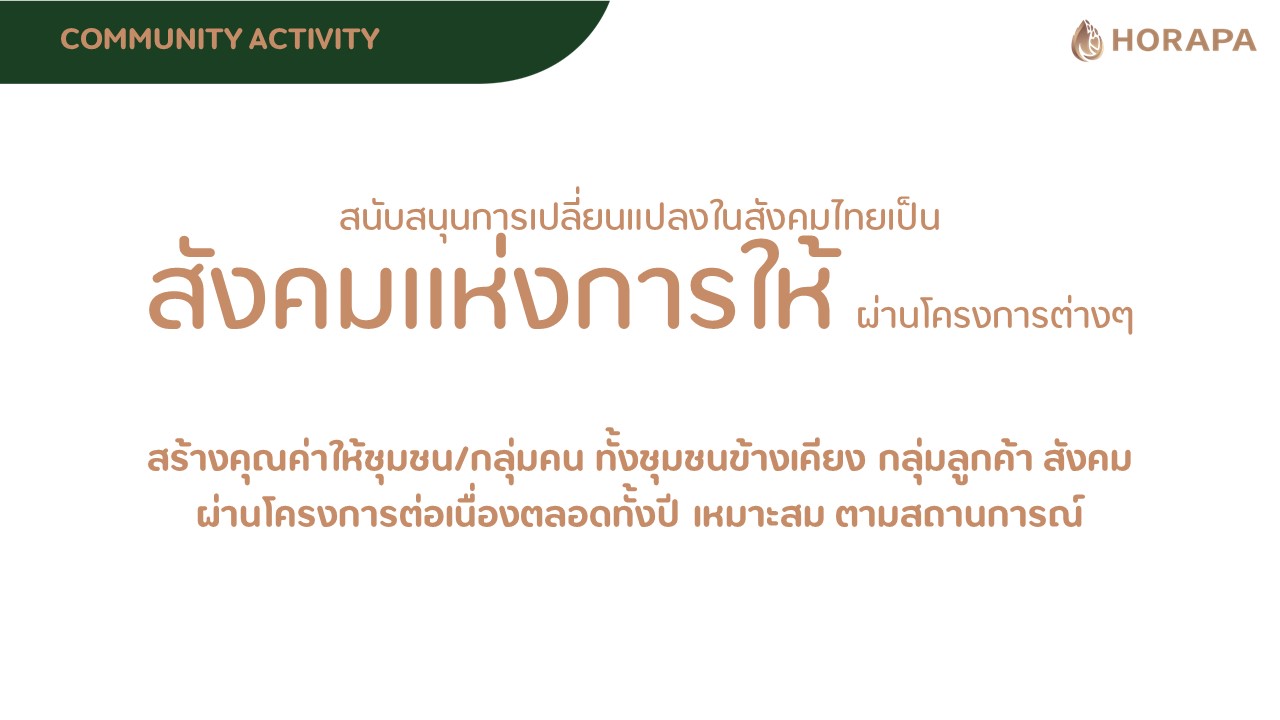 COMMUNITY ACTIVITY
HORAPA
สนับสนุนการเปลี่ยนแปลงในสังคมไทยเป็น
สังคมแห่งการให้ ผ่านโครงการต่างๆ
สร้างคุณค่าให้ชุมชน/กลุ่มคน ทั้งชุมชนข้างเคียง กลุ่มลูกค้า สังคม
ผ่านโครงการต่อเนื่องตลอดทั้งปี เหมาะสม ตามสถานการณ์